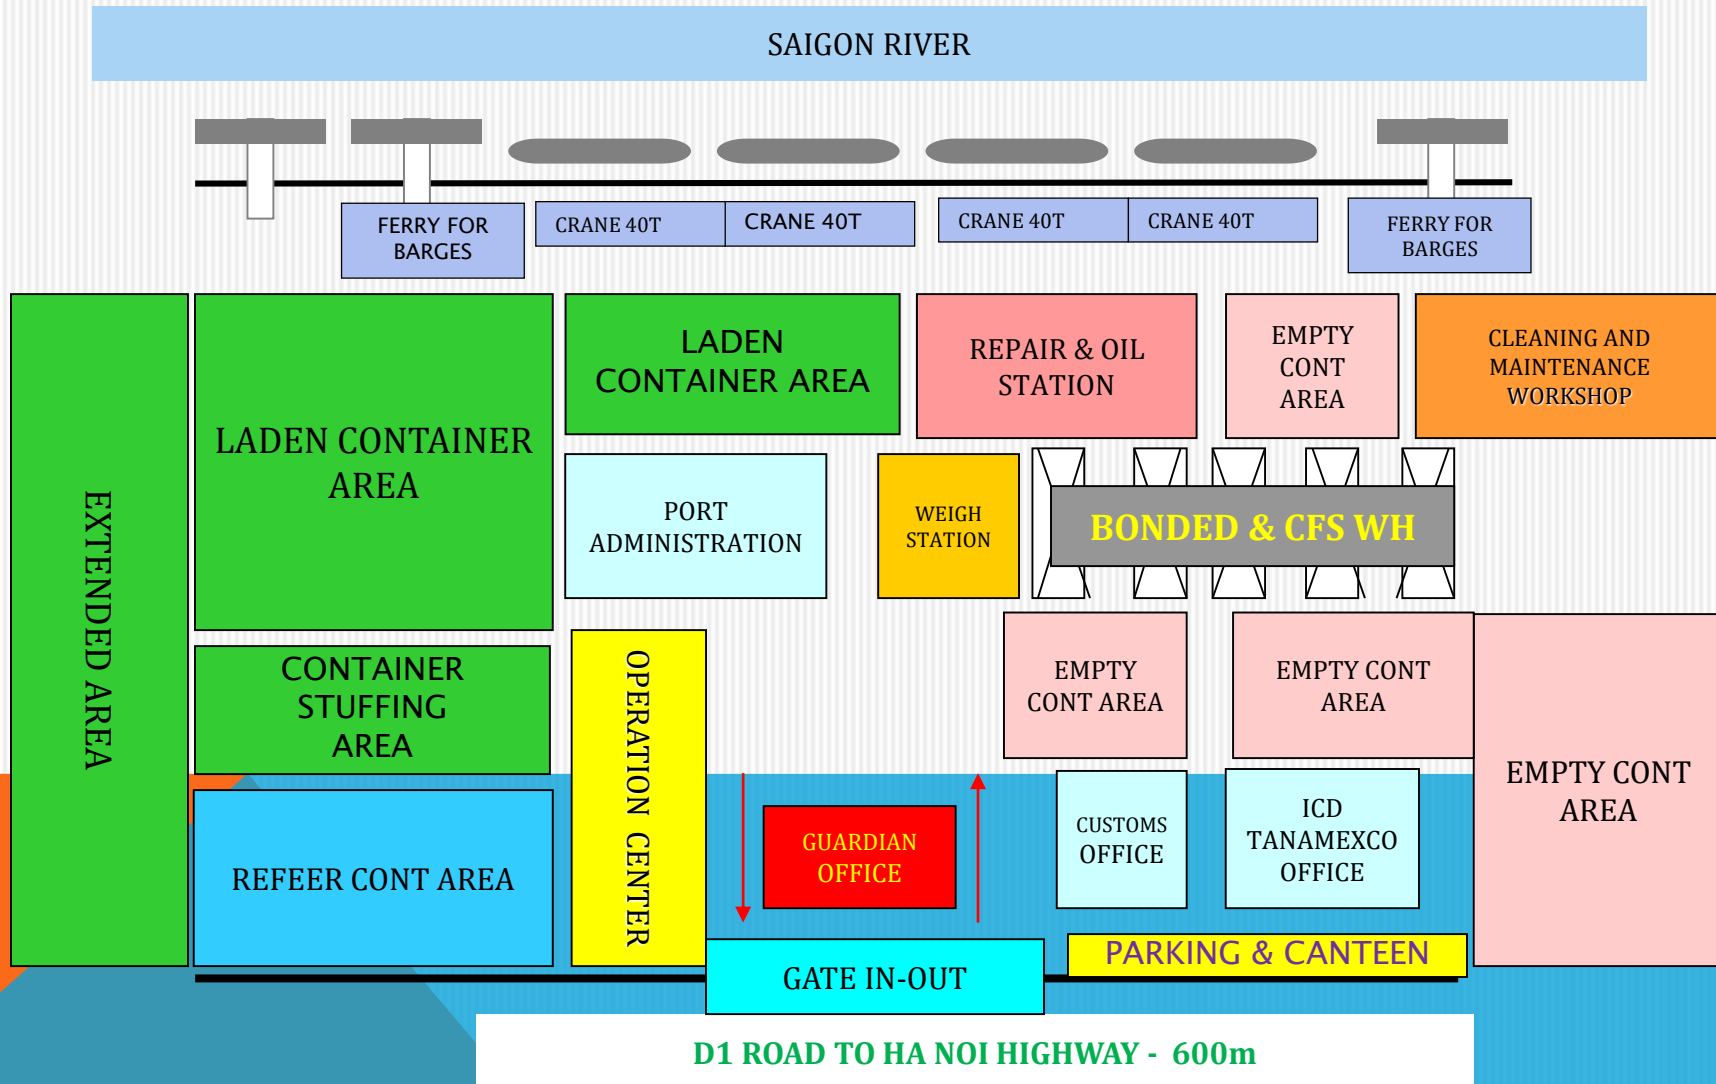 SAIGON RIVER
FERRY FOR
BARGES
CRANE 40T
CRANE 40T
CRANE 40T
CRANE 40T
FERRY FOR
BARGES
EXTENDED AREA
LADEN CONTAINER
AREA
LADEN
CONTAINER AREA
REPAIR & OIL
STATION
EMPTY
CONT
AREA
CLEANING AND
MAINTENANCE
WORKSHOP
PORT
ADMINISTRATION
WEIGH
STATION
BONDED & CFS WH
CONTAINER
STUFFING
AREA
OPERATION CENTER
EMPTY
CONT AREA
EMPTY CONT
AREA
EMPTY CONT
AREA
REFEER CONT AREA
GUARDIAN
OFFICE
CUSTOMS
OFFICE
ICD
TANAMEXCO
OFFICE
PARKING & CANTEEN
GATE IN-OUT
D1 ROAD TO HA NOI HIGHWAY - 600m